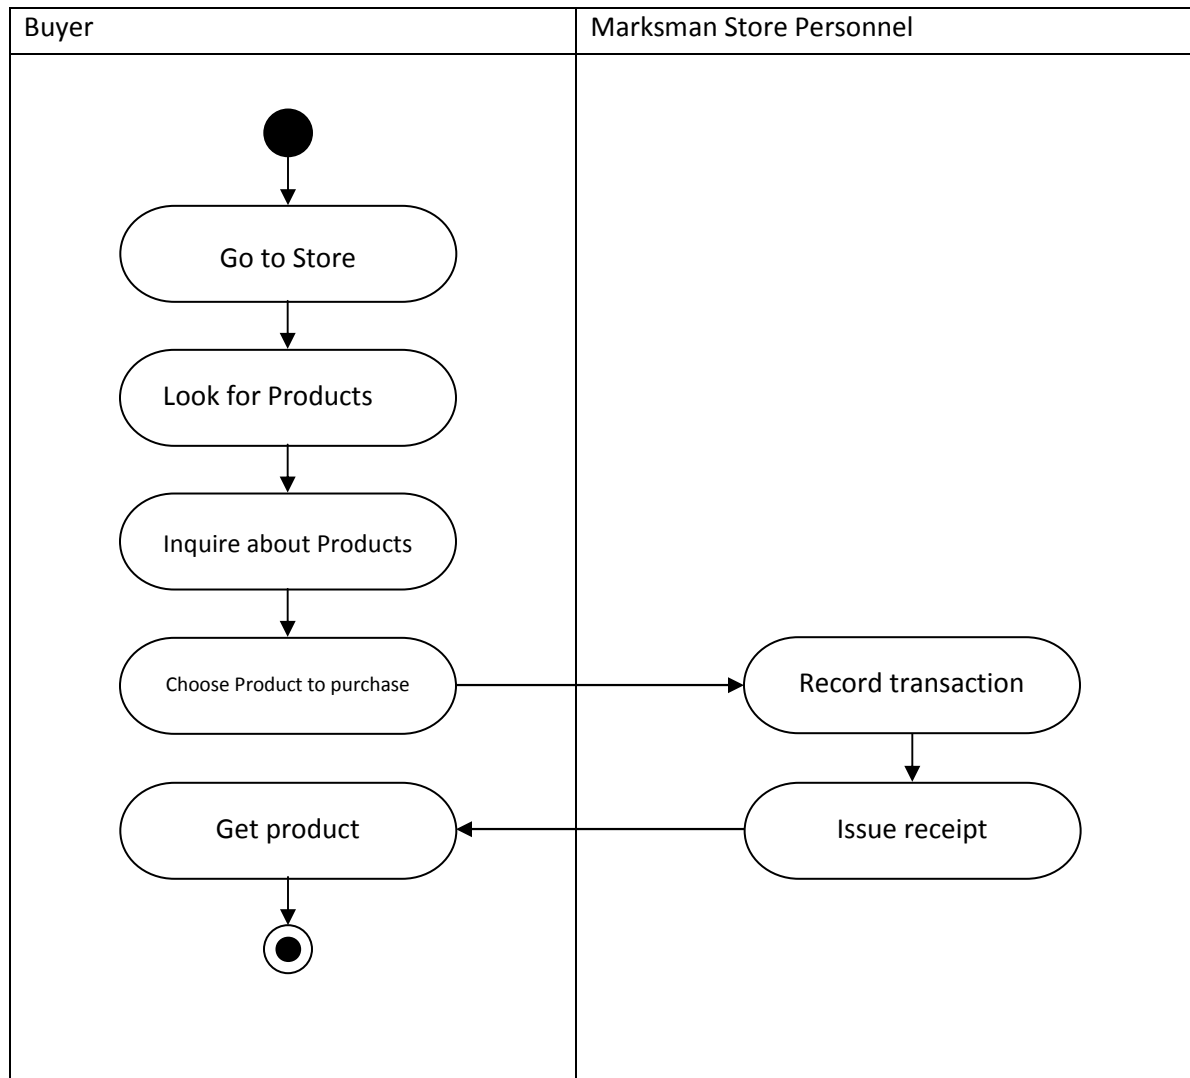 Buyer
Marksman Store Personnel
Go to Store
Look for Products
Inquire about Products
Choose Product to purchase
Record transaction
Get product
Issue receipt